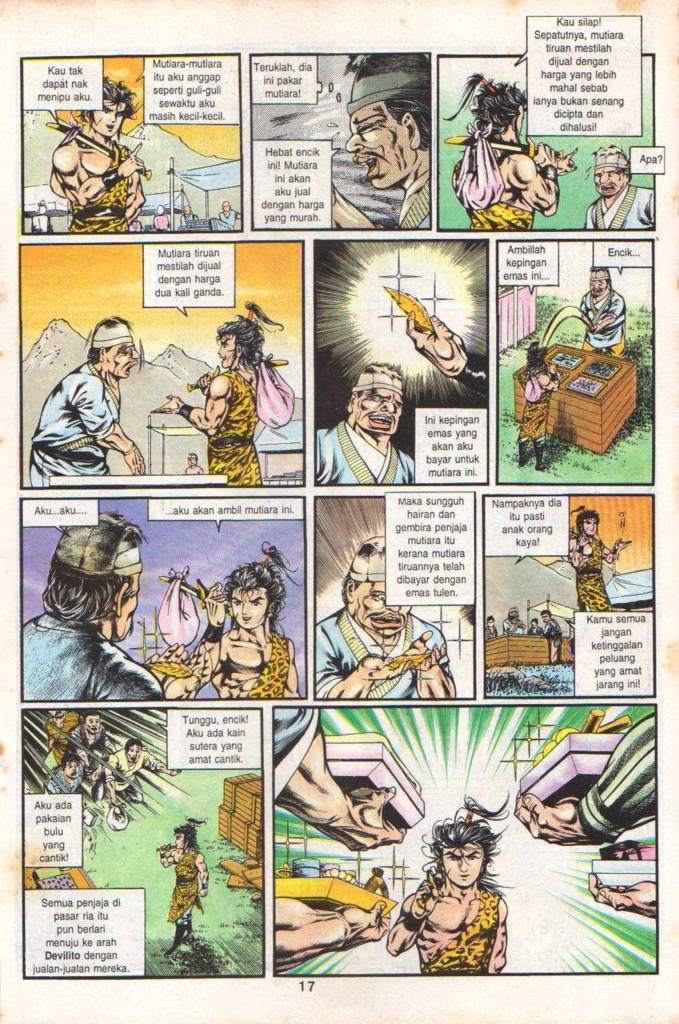 Kau tak
dapat nak
menipu aku.
Mutiara-mutiara
itu aku anggap
seperti guli-guli
sewaktu aku
masih kecil-kecil.
Teruklah, dia
ini pakar
mutiara!
Hebat encik
ini! Mutiara
ini akan
aku jual
dengan harga
yang murah.
Kau silap!
Sepatutnya, mutiara
tiruan mestilah
dijual dengan
harga yang lebih
mahal sebab
ianya bukan senang
dicipta dan
dihalusi!
Apa?
Mutiara tiruan
mestilah dijual
dengan harga
dua kali ganda.
Ini kepingan
emas yang
akan aku
bayar untuk
mutiara ini.
Ambillah
kepingan
emas ini...
Encik...
Aku...aku....
...aku akan ambil mutiara ini.
Maka sungguh
hairan dan
gembira penjaja
mutiara itu
kerana mutiara
tiruannya telah
dibayar dengan
emas tulen.
Nampaknya dia
itu pasti
anak orang
kaya!
Kamu semua
jangan
ketinggalan
peluang
yang amat
jarang ini!
Tunggu, encik!
Aku ada kain
sutera yang
amat cantik.
Aku ada
pakaian
bulu
yang
cantik!
Semua penjaja di
pasar ria itu
pun berlari
menuju ke arah
Devilito dengan
jualan-jualan mereka.
17